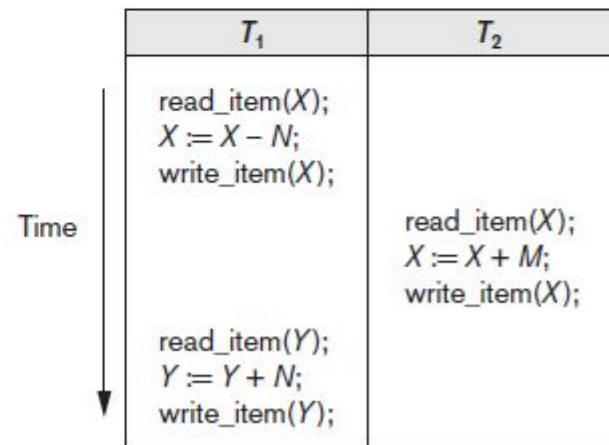 T₁ T₂
read_item(X);
X := X – N;
write_item(X);
Time
read_item(X);
X := X + M;
write_item(X);
read_item(Y);
Y := Y + N;
write_item(Y);